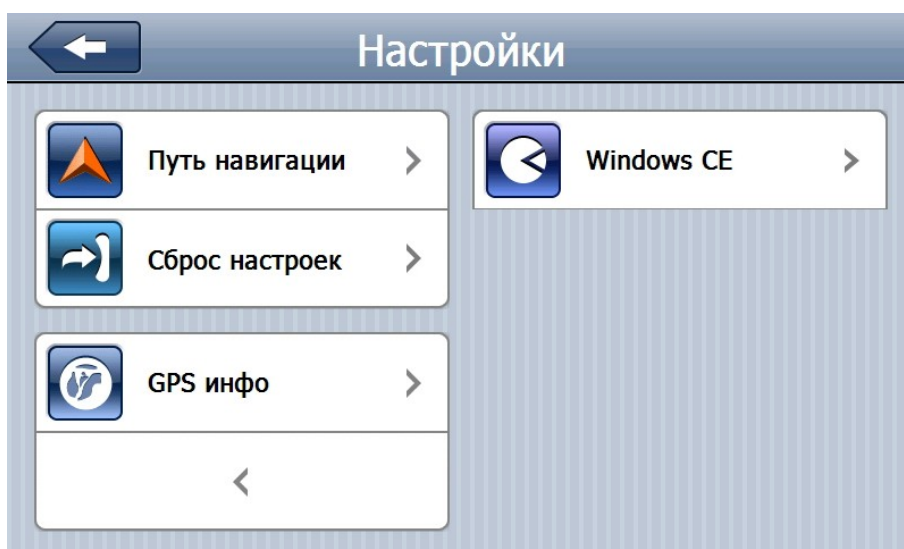 Настройки
Путь навигации
Windows CE
Сброс настроек
GPS инфо